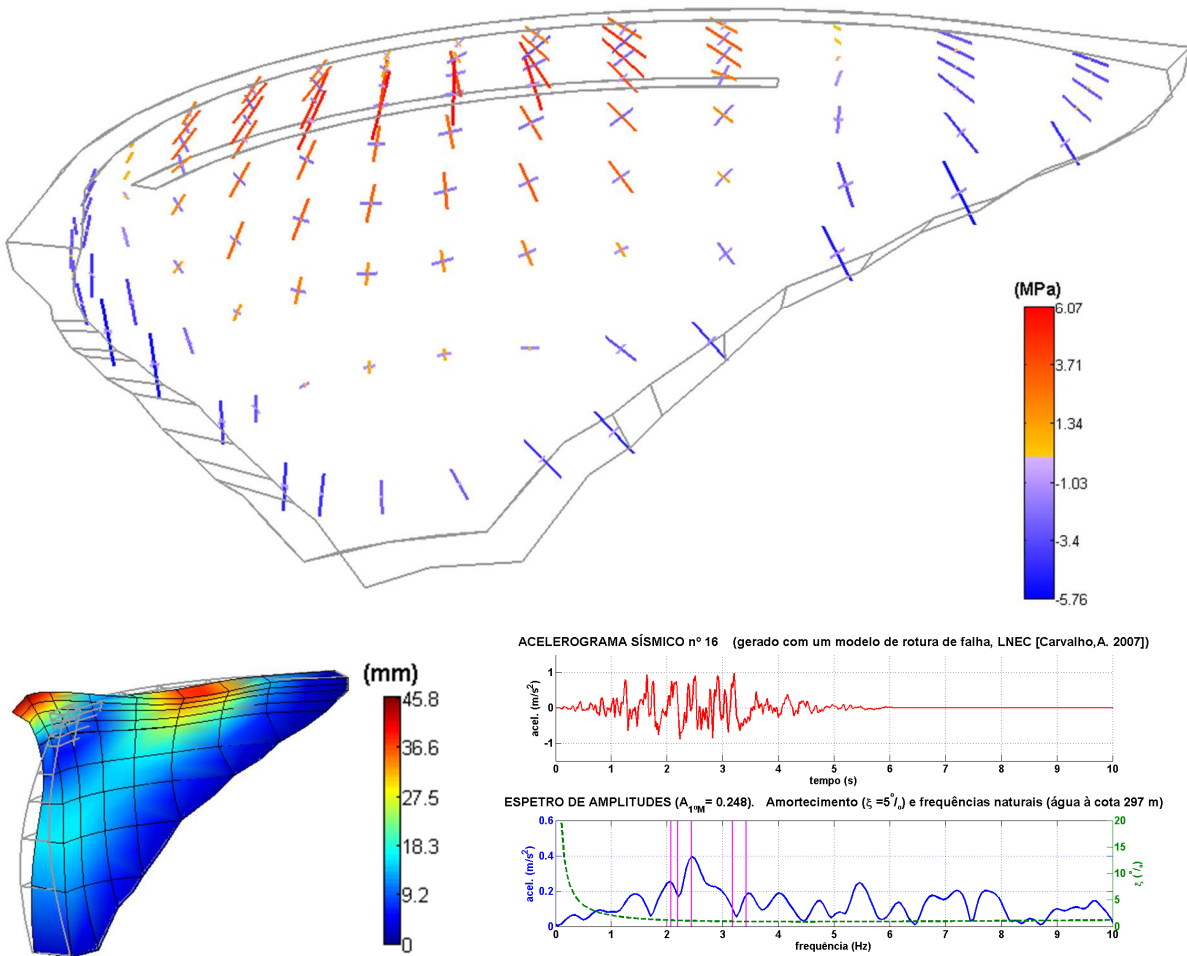 (MPa)
6.07
3.71
1.34
-1.03
-3.4
-5.76
(mm)
45.8
36.6
27.5
18.3
9.2
0
ACELEROGRAMA SÍSMICO nº 16 (gerado com um modelo de rotura de falha, LNEC [Carvalho,A. 2007])
acel. (m/s²)
1
0
-1
0 1 2 3 4 5 6 7 8 9 10
tempo (s)
ESPETRO DE AMPLITUDES (A1ºM= 0.248). Amortecimento (ξ =5%) e frequências naturais (água à cota 297 m)
acel. (m/s²)
0.6
0.4
0.2
0
20
15
10
5
0
ξ (%)
0 1 2 3 4 5 6 7 8 9 10
frequência (Hz)